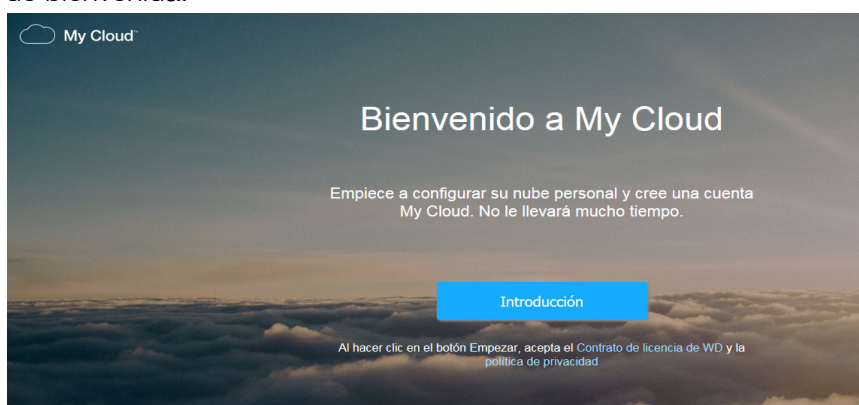 de bienvenida.
My Cloud™
Bienvenido a My Cloud
Empiece a configurar su nube personal y cree una cuenta
My Cloud. No le llevará mucho tiempo.
Introducción
Al hacer clic en el botón Empezar, acepta el Contrato de licencia de WD y la
política de privacidad